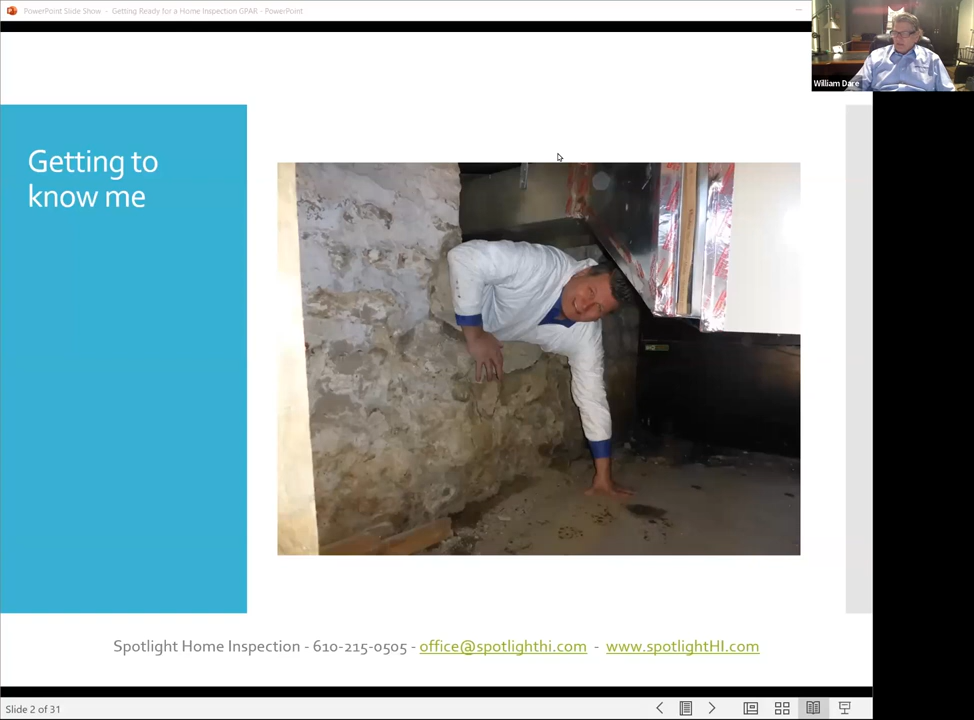 PowerPoint Slide Show - Getting Ready for a Home Inspection GPAR - PowerPoint
William Dare
Getting to
know me
Spotlight Home Inspection - 610-215-0505 - office@spotlighthi.com - www.spotlightHI.com
Slide 2 of 31